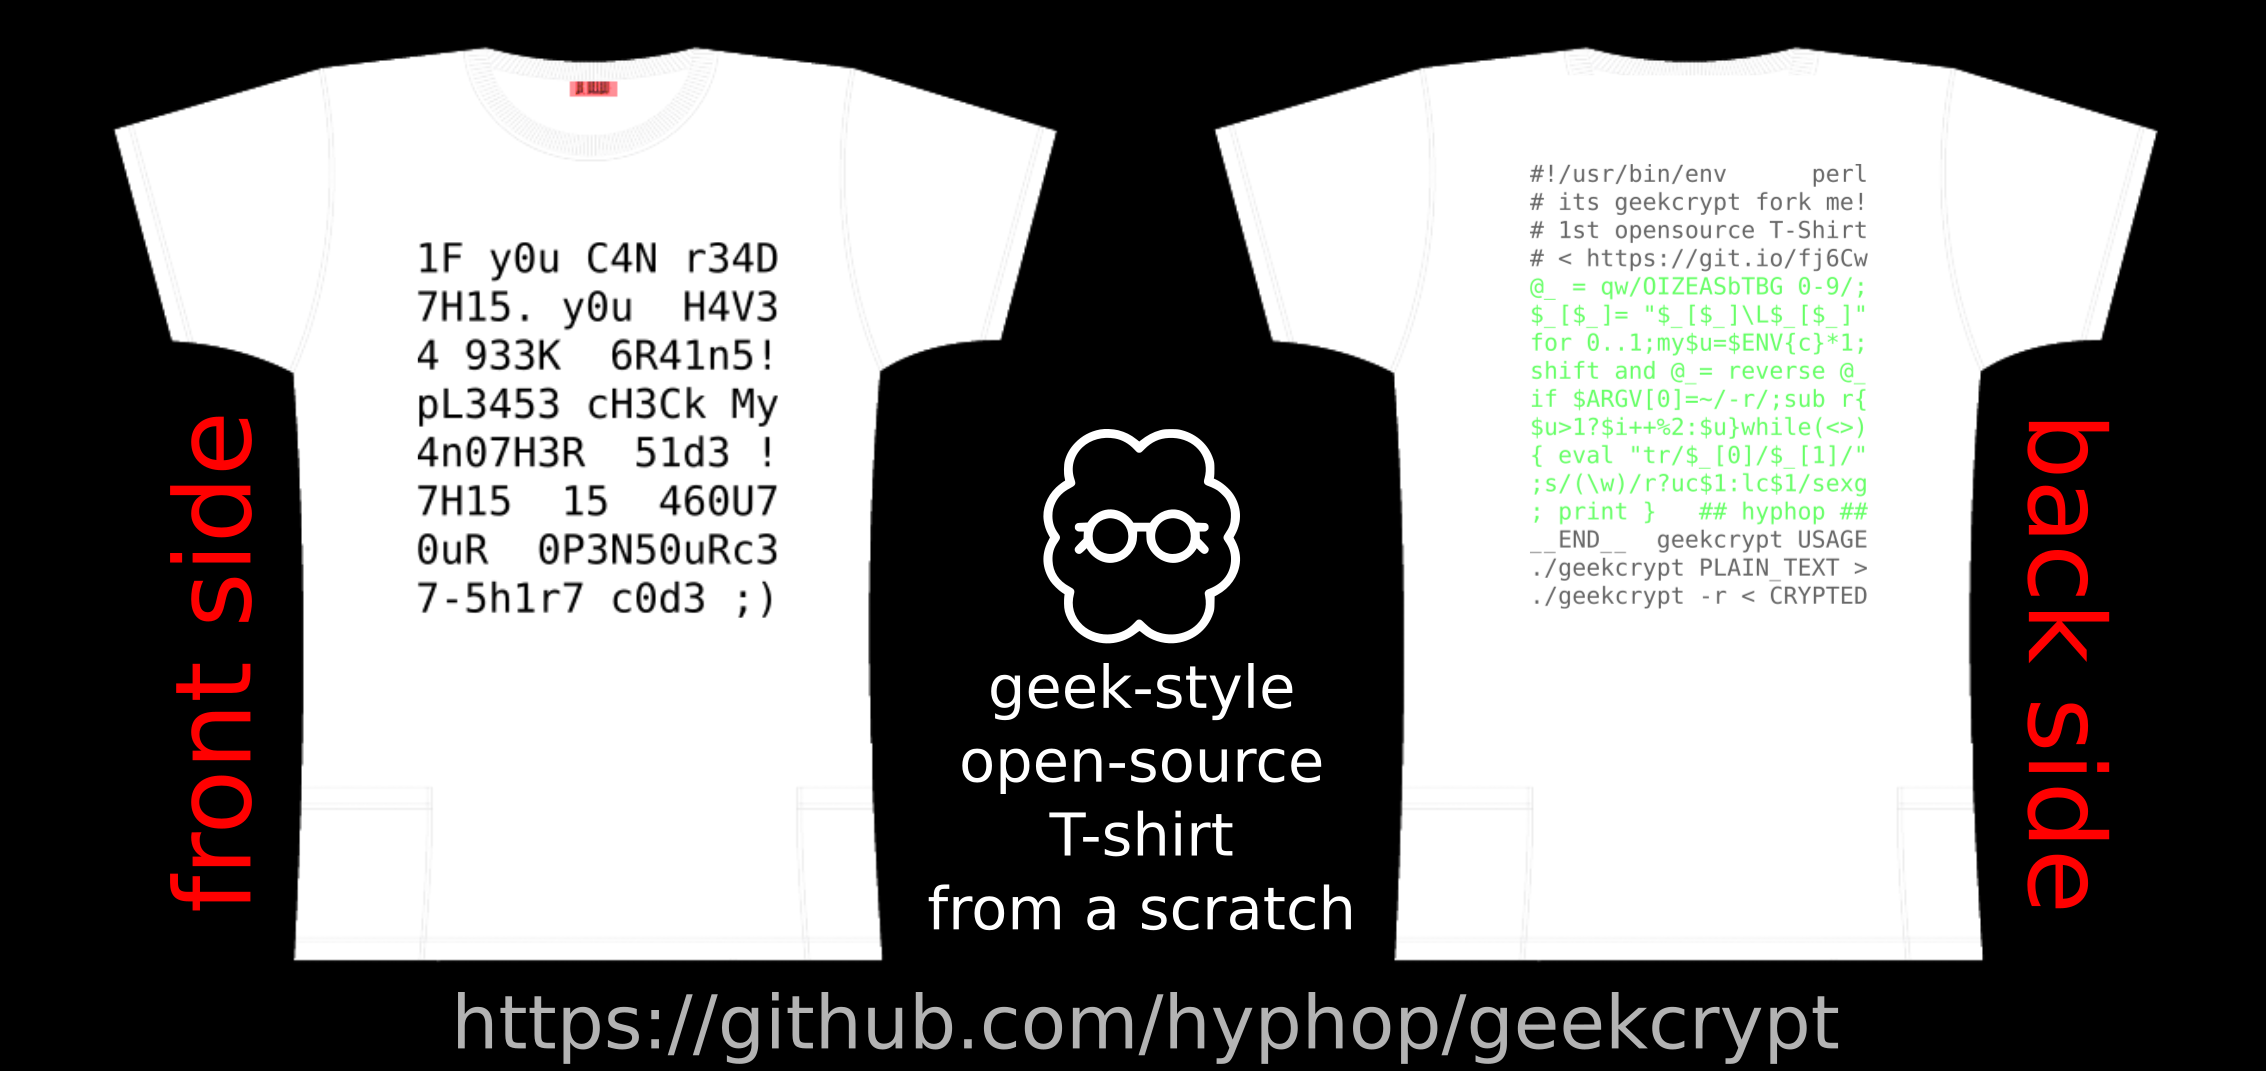 front side
1F y0u C4N r34D
7H15. y0u  H4V3
4 933K  6R41n5!
pL3453 cH3Ck My
4n07H3R  51d3 !
7H15  15  460U7
0uR  0P3N50uRc3
7-5h1r7 c0d3 ;)
geek-style
open-source
T-shirt
from a scratch
#!/usr/bin/env      perl
# its geekcrypt fork me!
# 1st opensource T-Shirt
# < https://git.io/fj6Cw
@_ = qw/OIZEASbTBG 0-9/;
$_[$_]= "$_[$_]\L$_[$_]"
for 0..1;my$u=$ENV{c}*1;
shift and @_= reverse @_
if $ARGV[0]=~/-r/;sub r{
$u>1?$i++%2:$u}while(<>)
{ eval "tr/$_[0]/$_[1]/"
;s/(\w)/r?uc$1:lc$1/sexg
; print }   ## hyphop ##
__END__  geekcrypt USAGE
./geekcrypt PLAIN_TEXT >
./geekcrypt -r < CRYPTED
back side
https://github.com/hyphop/geekcrypt